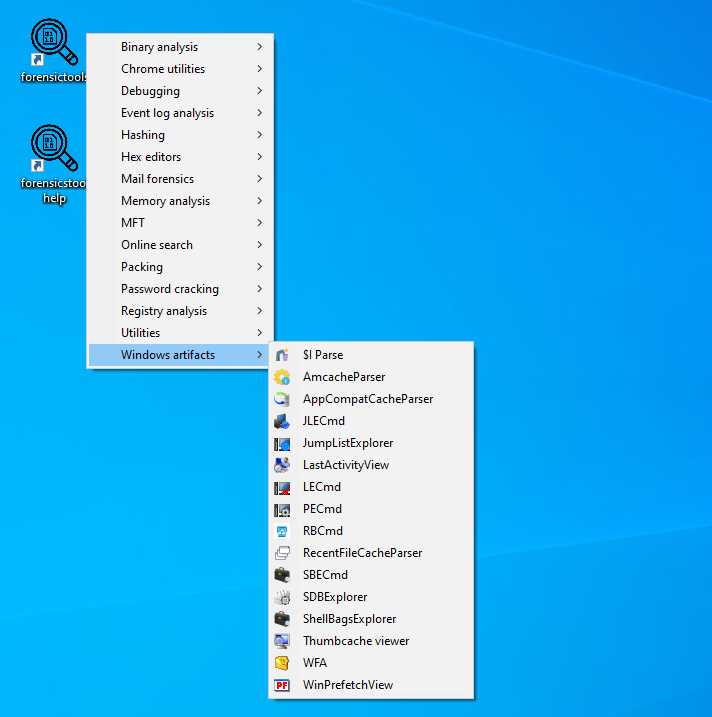 forensictools
forensicstoo
help
Binary analysis
Chrome utilities
Debugging
Event log analysis
Hashing
Hex editors
Mail forensics
Memory analysis
MFT
Online search
Packing
Password cracking
Registry analysis
Utilities
Windows artifacts
$I Parse
AmcacheParser
AppCompatCacheParser
JLECmd
JumpListExplorer
LastActivityView
LECmd
PECmd
RBCmd
RecentFileCacheParser
SBECmd
SDBExplorer
ShellBagsExplorer
Thumbcache viewer
WFA
WinPrefetchView